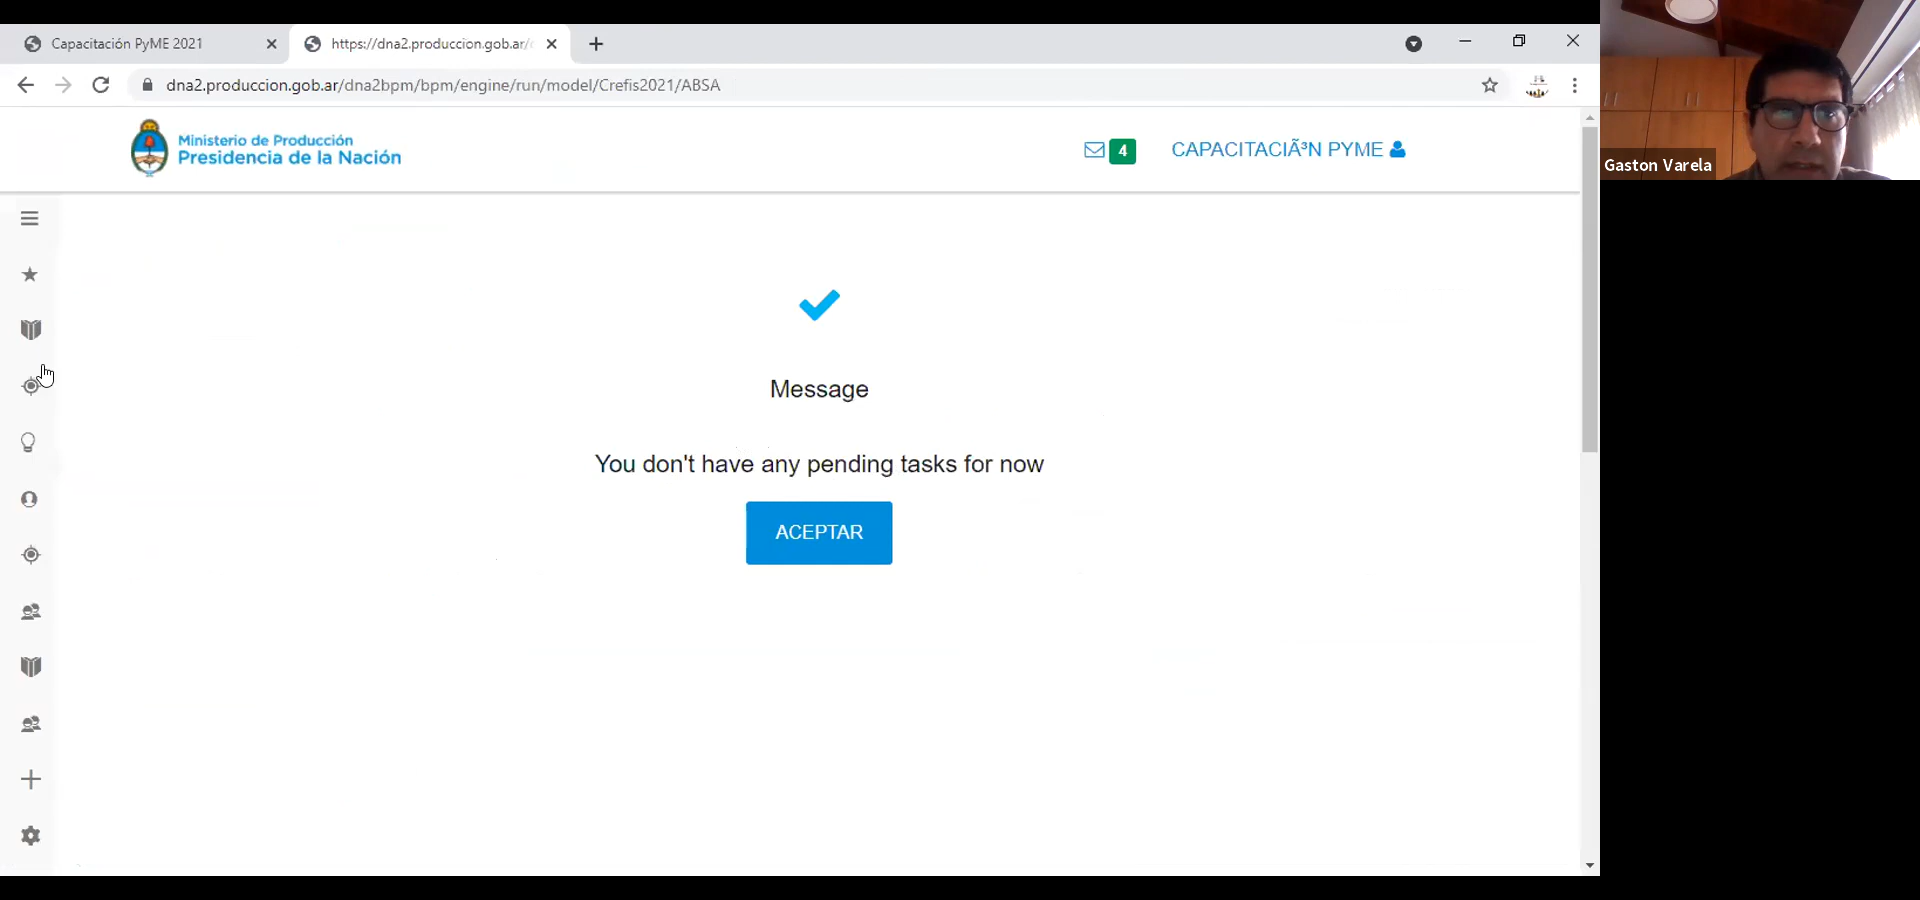 Capacitación PyME 2021
https://dna2.produccion.gob.ar/
dna2.produccion.gob.ar/dna2bpm/bpm/engine/run/model/Crefis2021/ABSA
Ministerio de Producción
Presidencia de la Nación
4
CAPACITACIÃ³N PYME
Gaston Varela
Message
You don't have any pending tasks for now
ACEPTAR